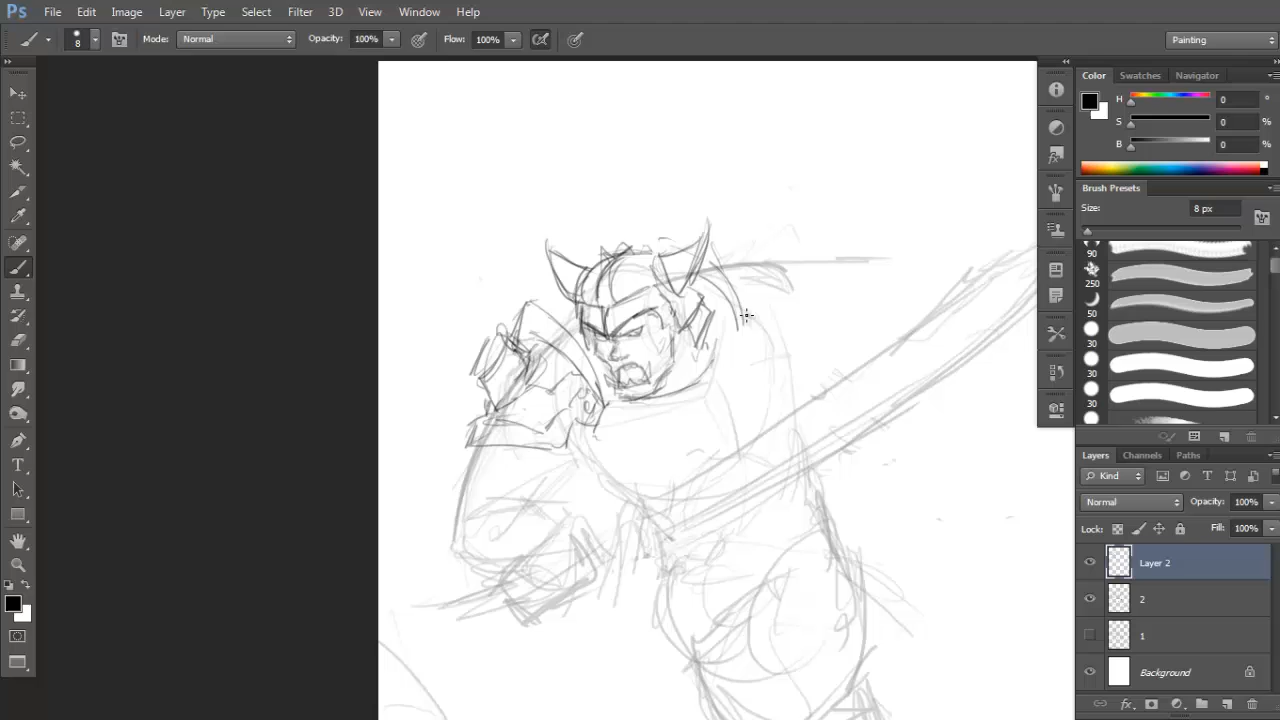 Ps File Edit Image Layer Type Select Filter 3D View Window Help
8 Mode: Normal Opacity: 100% Flow: 100% Painting
Color Swatches Navigator
H 0 °
S 0 %
B 0 %
Brush Presets
Size: 8 px
90
250
50
30
30
30
Layers Channels Paths
Kind
Normal Opacity: 100%
Lock: Fill: 100%
Layer 2
2
1
Background